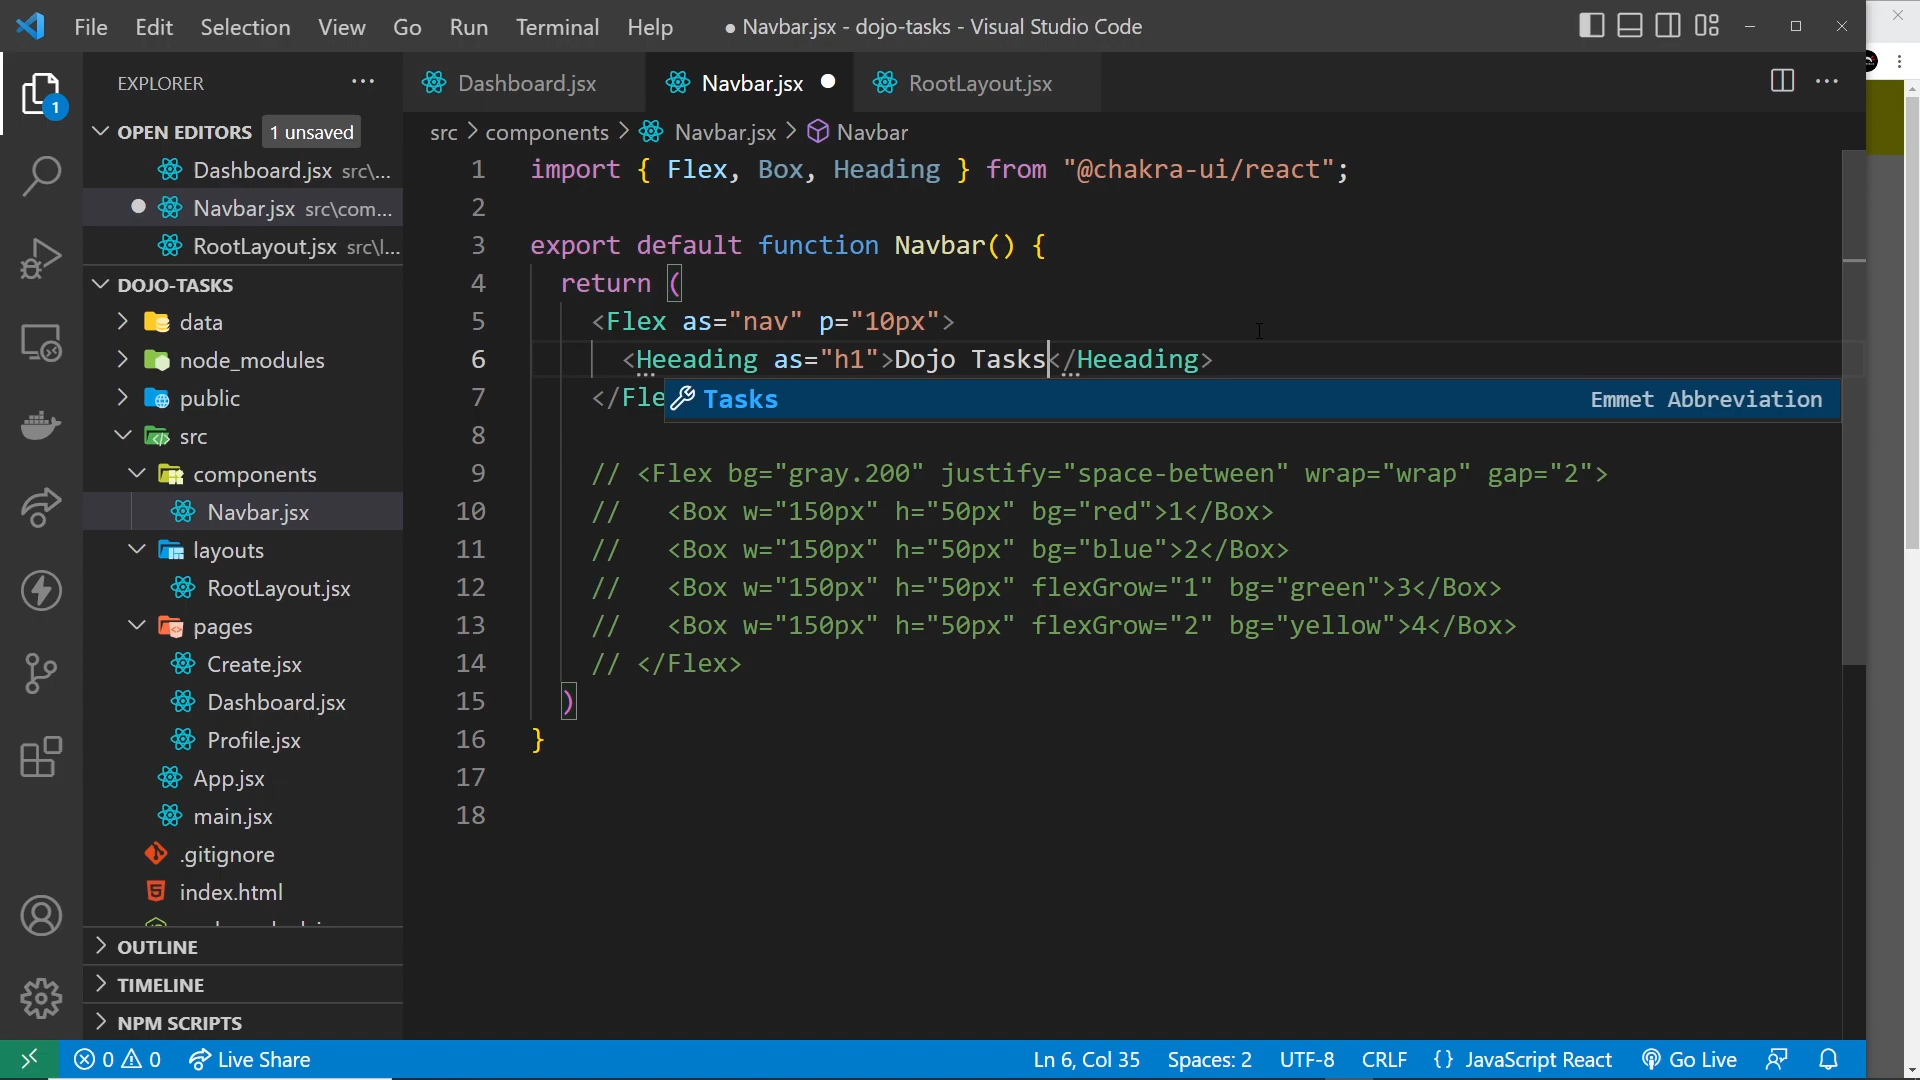 File Edit Selection View Go Run Terminal Help ● Navbar.jsx - dojo-tasks - Visual Studio Code
EXPLORER
Dashboard.jsx Navbar.jsx RootLayout.jsx
1
OPEN EDITORS 1 unsaved
src > components > Navbar.jsx > Navbar
Dashboard.jsx src\...
Navbar.jsx src\com...
RootLayout.jsx src\l...
DOJO-TASKS
data
node_modules
public
src
components
Navbar.jsx
layouts
RootLayout.jsx
pages
Create.jsx
Dashboard.jsx
Profile.jsx
App.jsx
main.jsx
.gitignore
index.html
OUTLINE
TIMELINE
NPM SCRIPTS
1 import { Flex, Box, Heading } from "@chakra-ui/react";
2
3 export default function Navbar() {
4 return (
5 <Flex as="nav" p="10px">
6 <Heeading as="h1">Dojo Tasks</Heeading>
7 </Fle
Tasks Emmet Abbreviation
8
9 // <Flex bg="gray.200" justify="space-between" wrap="wrap" gap="2">
10 // <Box w="150px" h="50px" bg="red">1</Box>
11 // <Box w="150px" h="50px" bg="blue">2</Box>
12 // <Box w="150px" h="50px" flexGrow="1" bg="green">3</Box>
13 // <Box w="150px" h="50px" flexGrow="2" bg="yellow">4</Box>
14 // </Flex>
15 )
16 }
17
18
0 0 Live Share Ln 6, Col 35 Spaces: 2 UTF-8 CRLF {} JavaScript React Go Live